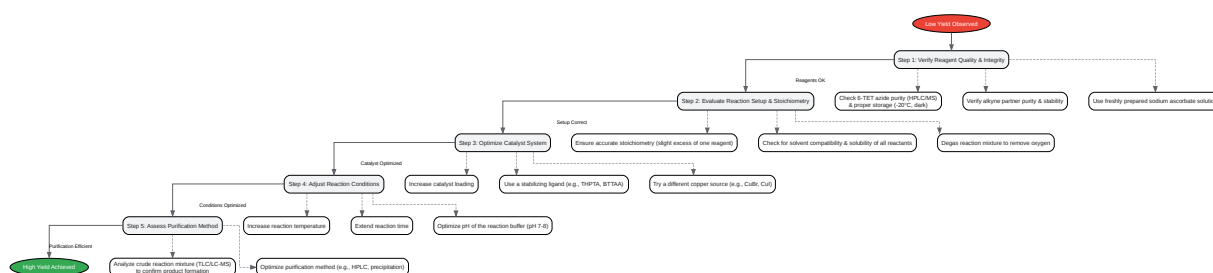 Low Yield Observed
Step 1: Verify Reagent Quality & Integrity
Reagents OK
Step 2: Evaluate Reaction Setup & Stoichiometry
Check 6-TET azide purity (HPLC/MS)
& proper storage (-20°C, dark)
Verify alkyne partner purity & stability
Use freshly prepared sodium ascorbate solutio
Setup Correct
Step 3: Optimize Catalyst System
Ensure accurate stoichiometry (slight excess of one reagent)
Check for solvent compatibility & solubility of all reactants
Degas reaction mixture to remove oxygen
Catalyst Optimized
Step 4: Adjust Reaction Conditions
Increase catalyst loading
Use a stabilizing ligand (e.g., THPTA, BTTAA)
Try a different copper source (e.g., CuBr, CuI)
Conditions Optimized
Step 5: Assess Purification Method
Increase reaction temperature
Extend reaction time
Optimize pH of the reaction buffer (pH 7-8)
Purification Efficient
High Yield Achieved
Analyze crude reaction mixture (TLC/LC-MS)
to confirm product formation
Optimize purification method (e.g., HPLC, precipitation)